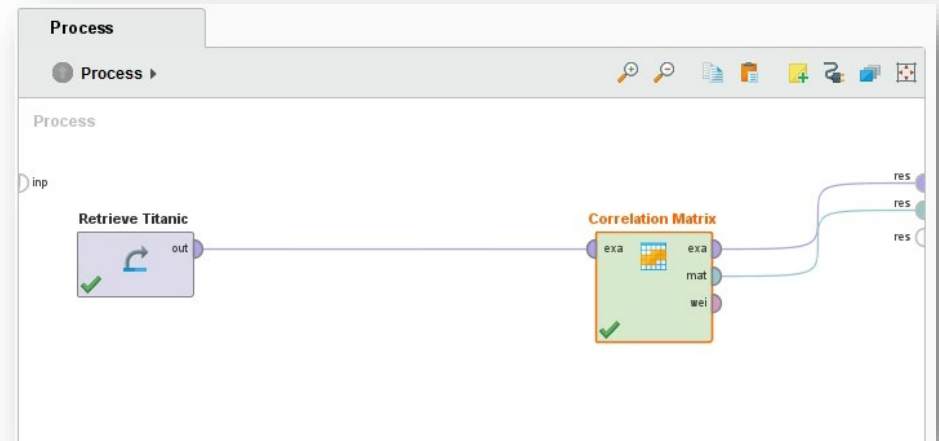 Process
Process
Process
inp
res
res
Retrieve Titanic
Correlation Matrix
res
out
exa
exa
mat
wei